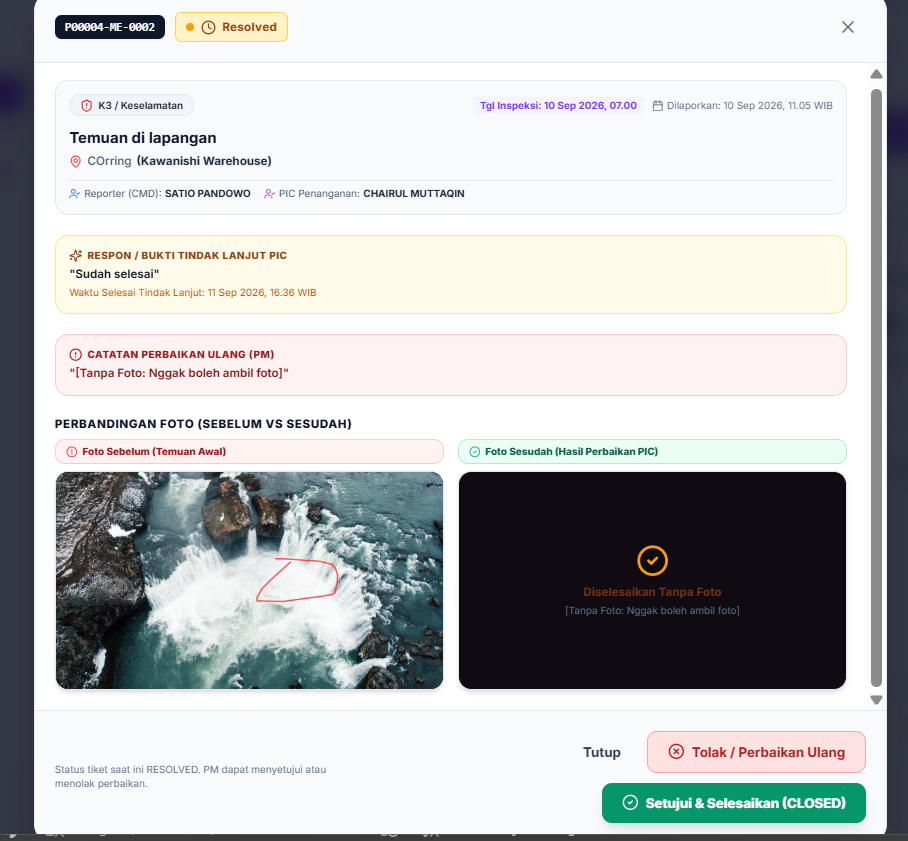 P00004-ME-0002
Resolved
K3 / Keselamatan
Tgl Inspeksi: 10 Sep 2026, 07.00
Dilaporkan: 10 Sep 2026, 11.05 WIB
Temuan di lapangan
COrring (Kawanishi Warehouse)
Reporter (CMD): SATIO PANDOWO
PIC Penanganan: CHAIRUL MUTTAQIN
RESPON / BUKTI TINDAK LANJUT PIC
"Sudah selesai"
Waktu Selesai Tindak Lanjut: 11 Sep 2026, 16.36 WIB
CATATAN PERBAIKAN ULANG (PM)
"[Tanpa Foto: Nggak boleh ambil foto]"
PERBANDINGAN FOTO (SEBELUM VS SESUDAH)
Foto Sebelum (Temuan Awal)
Foto Sesudah (Hasil Perbaikan PIC)
Diselesaikan Tanpa Foto
[Tanpa Foto: Nggak boleh ambil foto]
Status tiket saat ini RESOLVED. PM dapat menyetujui atau
menolak perbaikan.
Tutup
Tolak / Perbaikan Ulang
Setujui & Selesaikan (CLOSED)